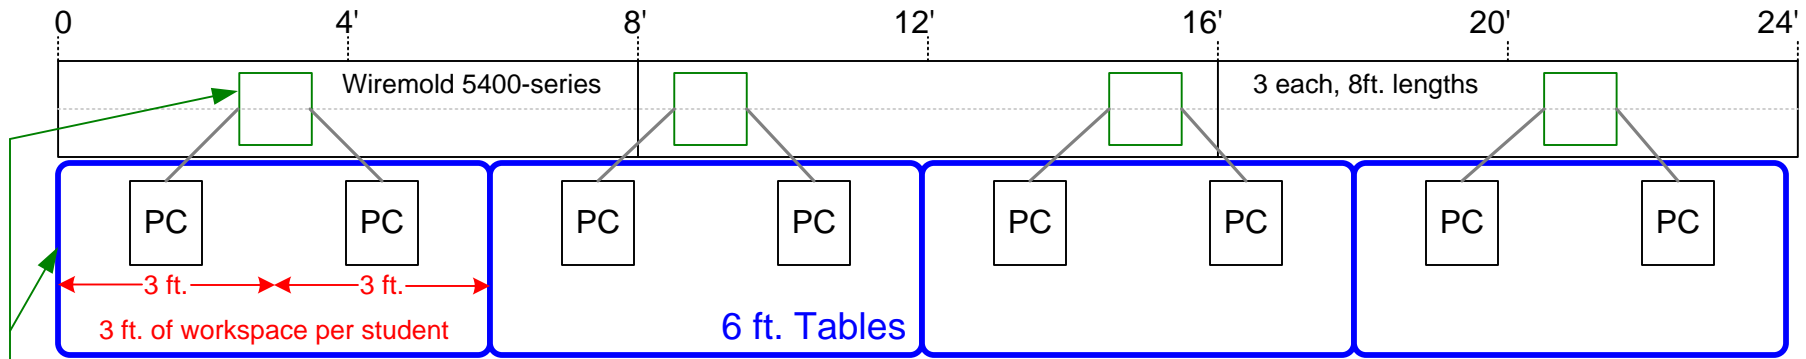 0 4' 8' 12' 16' 20' 24'
Wiremold 5400-series 3 each, 8ft. lengths
PC PC PC PC PC PC PC PC
3 ft. 3 ft.
3 ft. of workspace per student 6 ft. Tables